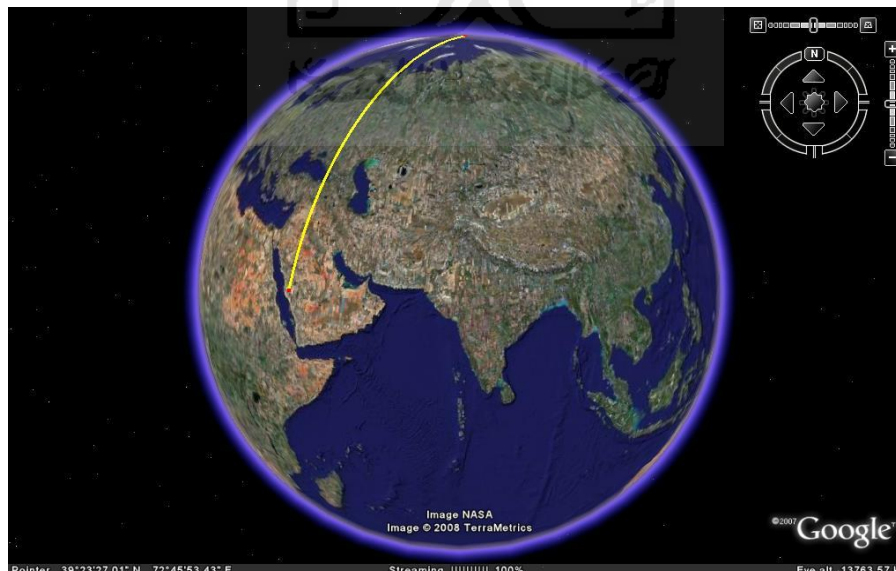 N
Image NASA
Image © 2008 TerraMetrics
©2007 Google™
Pointer 39°23'27.01" N 72°45'53.43" E Streaming ||||||||| 100% Eye alt 13763.57